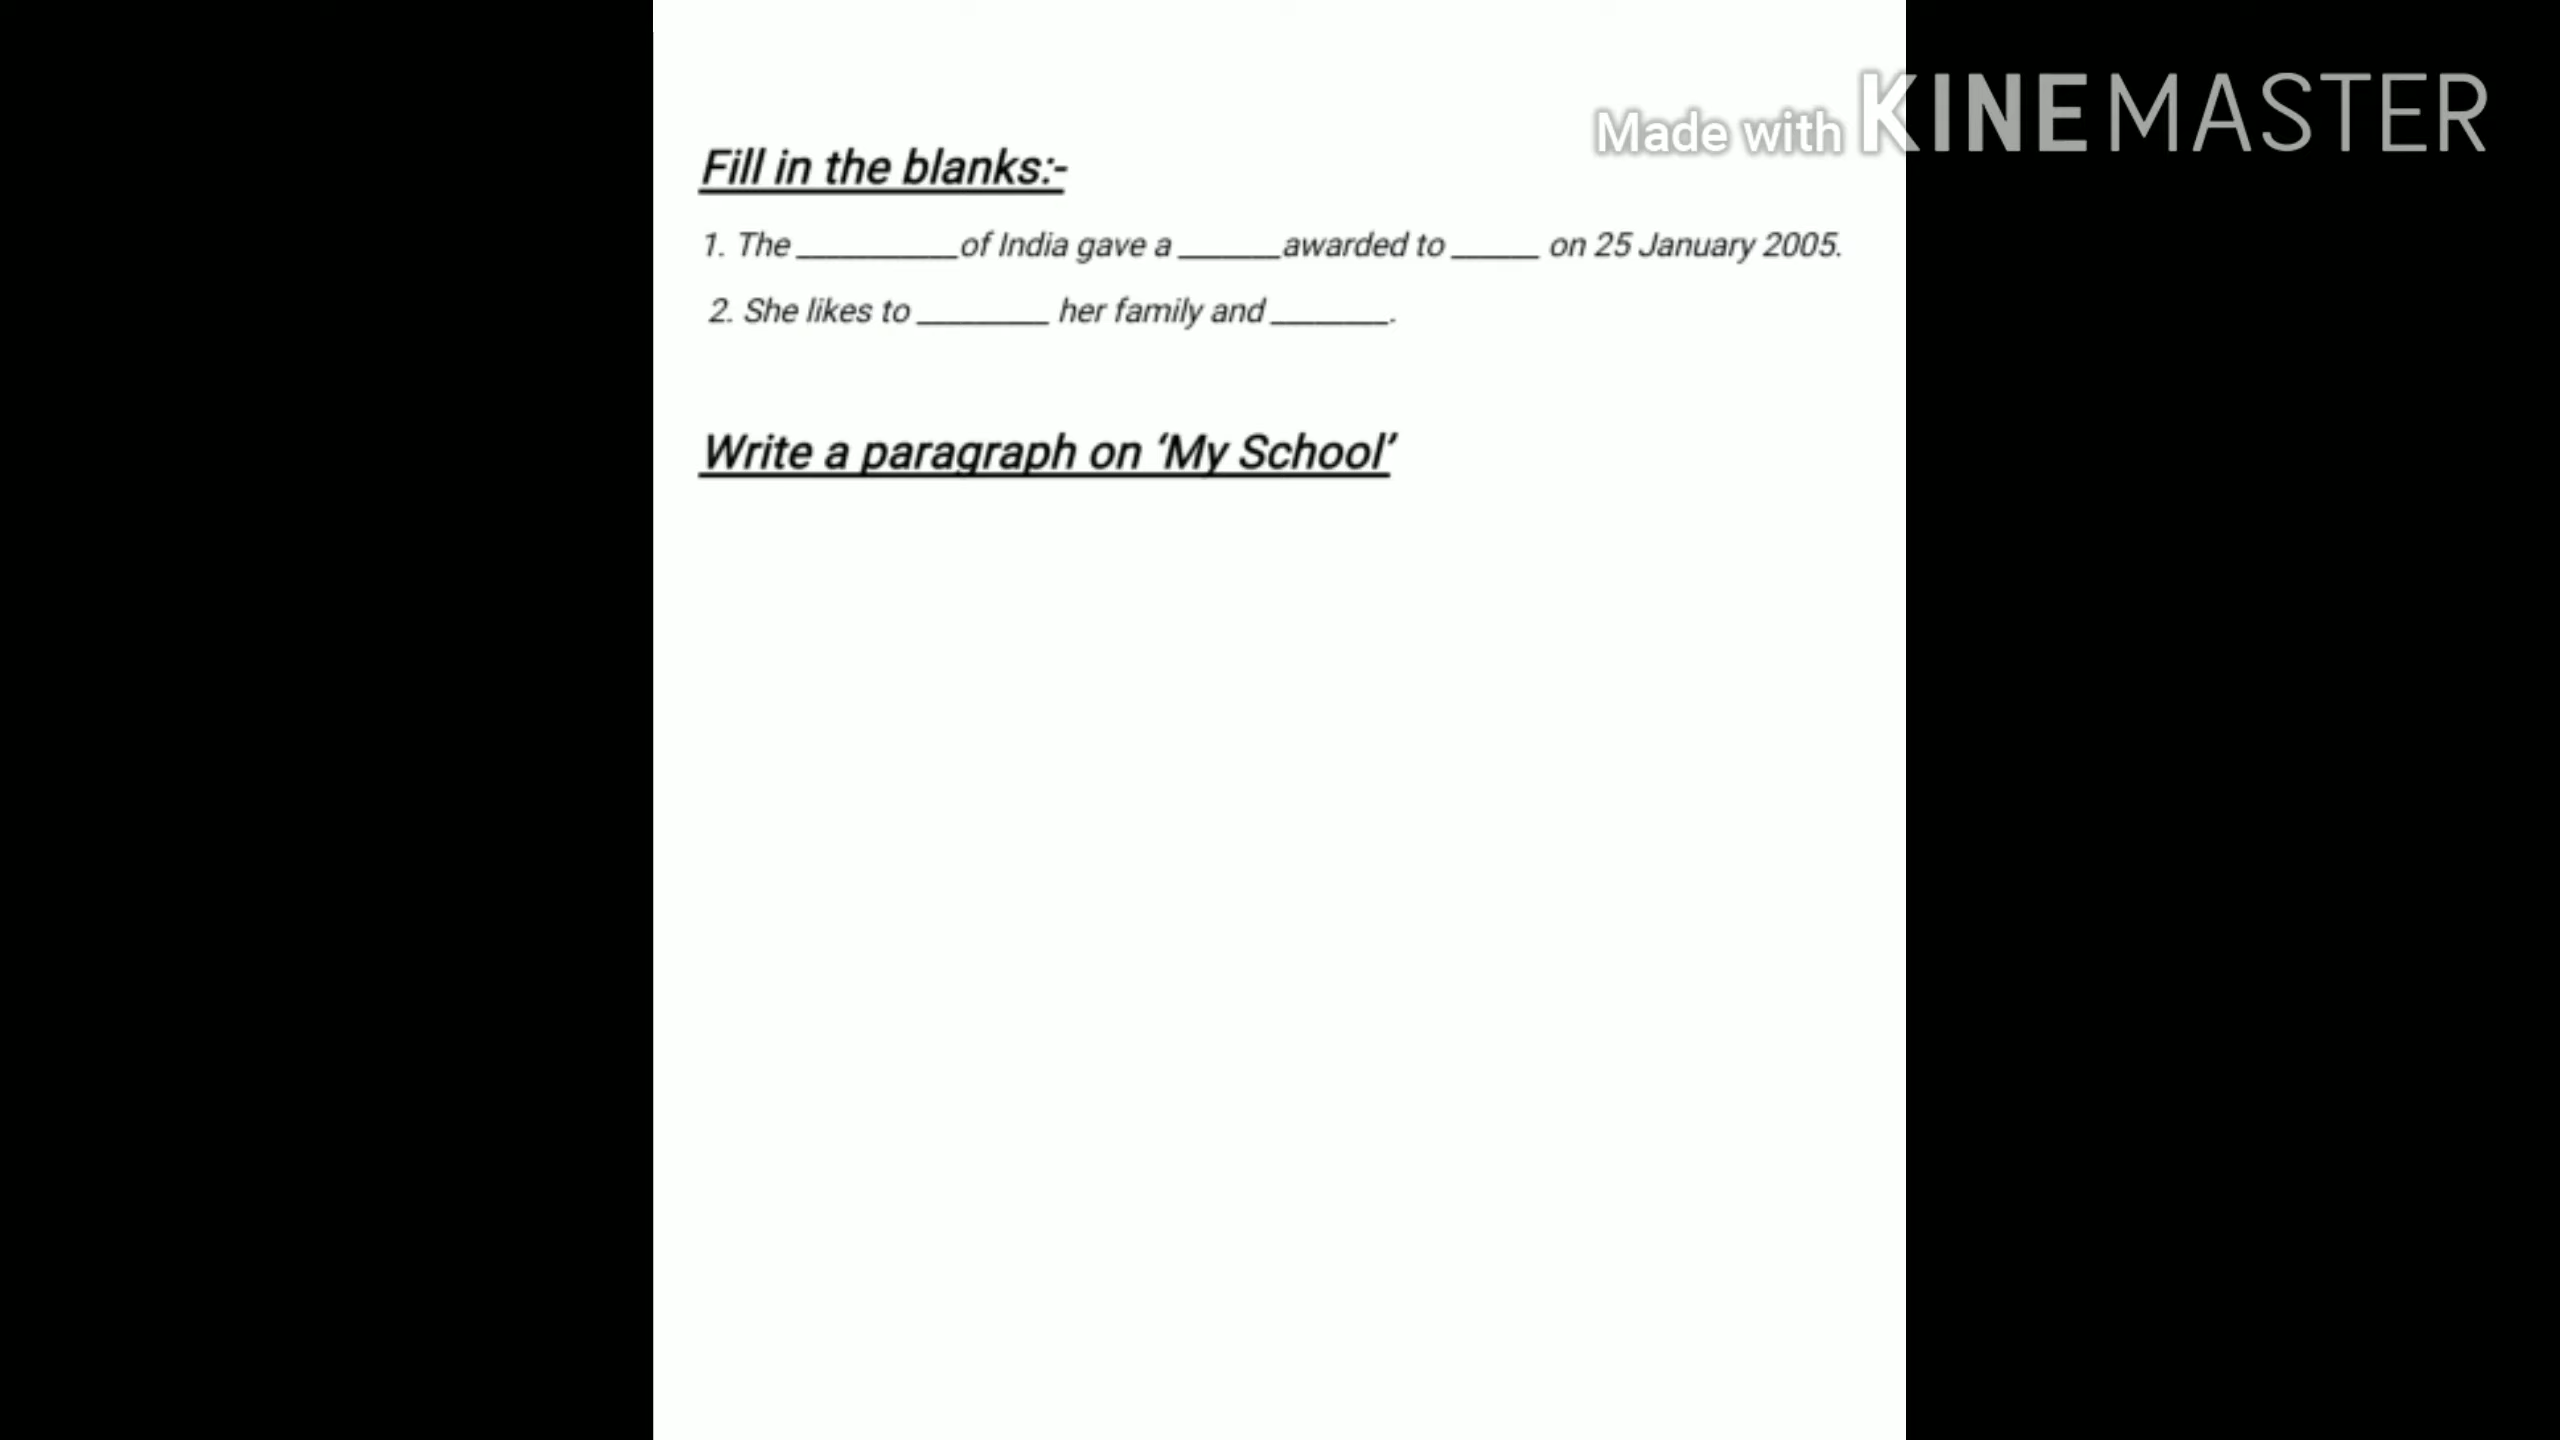 Made with KINEMASTER
Fill in the blanks:-
1. The __________of India gave a ______awarded to _____ on 25 January 2005.
2. She likes to ________ her family and _______.
Write a paragraph on ‘My School’